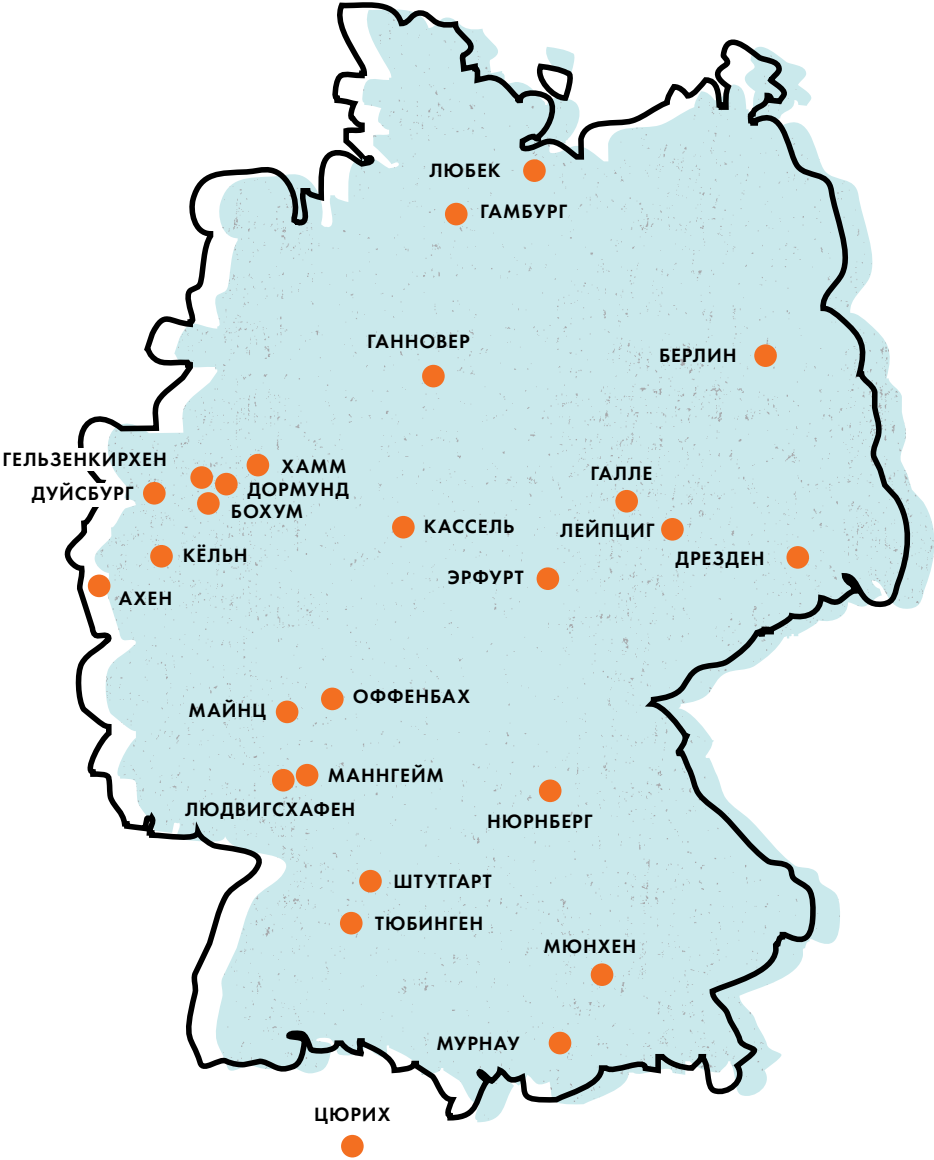 ЛЮБЕК
ГАМБУРГ
ГАННОВЕР
БЕРЛИН
ГЕЛЬЗЕНКИРХЕН
ХАММ
ГАЛЛЕ
ДУЙСБУРГ
ДОРМУНД
БОХУМ
КАССЕЛЬ
ЛЕЙПЦИГ
КЁЛЬН
ДРЕЗДЕН
ЭРФУРТ
АХЕН
ОФФЕНБАХ
МАЙНЦ
МАННГЕЙМ
ЛЮДВИГСХАФЕН
НЮРНБЕРГ
ШТУТГАРТ
ТЮБИНГЕН
МЮНХЕН
МУРНАУ
ЦЮРИХ